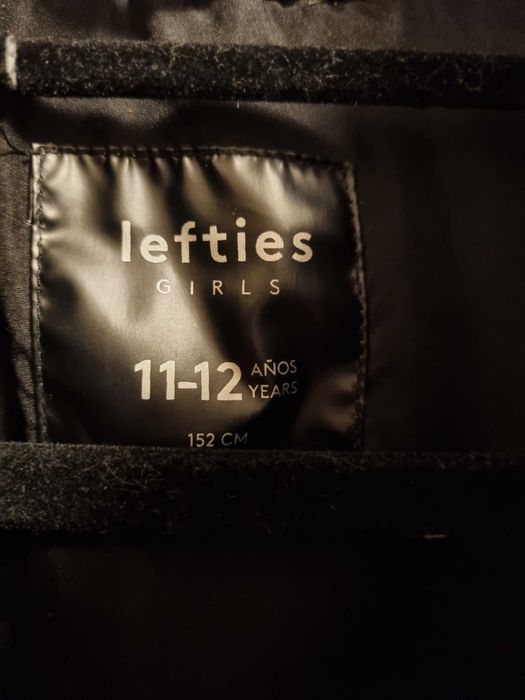 lefties
GIRLS
11-12 AÑOS
YEARS
152 CM